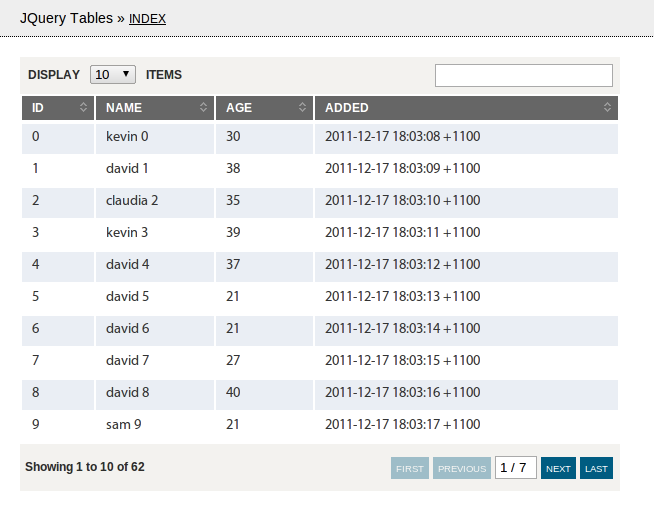 JQuery Tables » INDEX
DISPLAY 10 ITEMS
ID NAME AGE ADDED
0 kevin 0 30 2011-12-17 18:03:08 +1100
1 david 1 38 2011-12-17 18:03:09 +1100
2 claudia 2 35 2011-12-17 18:03:10 +1100
3 kevin 3 39 2011-12-17 18:03:11 +1100
4 david 4 37 2011-12-17 18:03:12 +1100
5 david 5 21 2011-12-17 18:03:13 +1100
6 david 6 21 2011-12-17 18:03:14 +1100
7 david 7 27 2011-12-17 18:03:15 +1100
8 david 8 40 2011-12-17 18:03:16 +1100
9 sam 9 21 2011-12-17 18:03:17 +1100
Showing 1 to 10 of 62 FIRST PREVIOUS 1 / 7 NEXT LAST